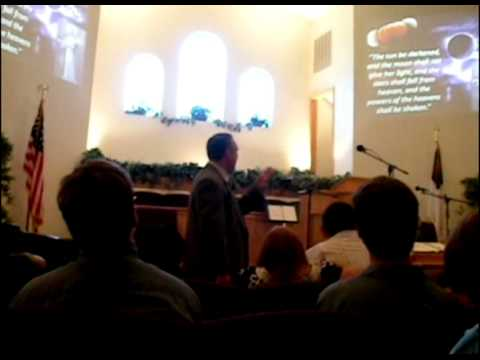 "The sun be darkened,
and the moon shall not
give her light, and the
stars shall fall from
heaven, and the
powers of the heavens
shall be shaken."